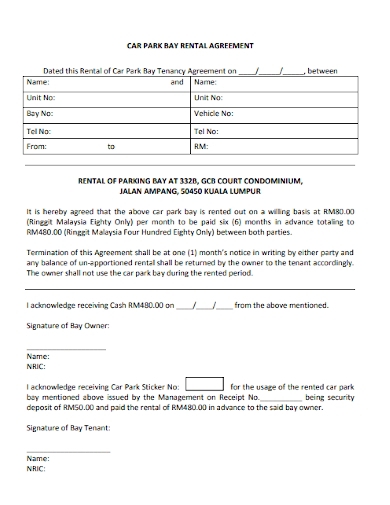 CAR PARK BAY RENTAL AGREEMENT
Dated this Rental of Car Park Bay Tenancy Agreement on ____/_____/_____, between
Name: and Name:
Unit No: Unit No:
Bay No: Vehicle No:
Tel No: Tel No:
From: to RM:
RENTAL OF PARKING BAY AT 332B, GCB COURT CONDOMINIUM,
JALAN AMPANG, 50450 KUALA LUMPUR
It is hereby agreed that the above car park bay is rented out on a willing basis at RM80.00
(Ringgit Malaysia Eighty Only) per month to be paid six (6) months in advance totaling to
RM480.00 (Ringgit Malaysia Four Hundred Eighty Only) between both parties.
Termination of this Agreement shall be at one (1) month's notice in writing by either party and
any balance of un-apportioned rental shall be returned by the owner to the tenant accordingly.
The owner shall not use the car park bay during the rented period.
I acknowledge receiving Cash RM480.00 on ____/____/____ from the above mentioned.
Signature of Bay Owner:
Name:
NRIC:
I acknowledge receiving Car Park Sticker No: for the usage of the rented car park
bay mentioned above issued by the Management on Receipt No.__________ being security
deposit of RM50.00 and paid the rental of RM480.00 in advance to the said bay owner.
Signature of Bay Tenant:
Name:
NRIC: